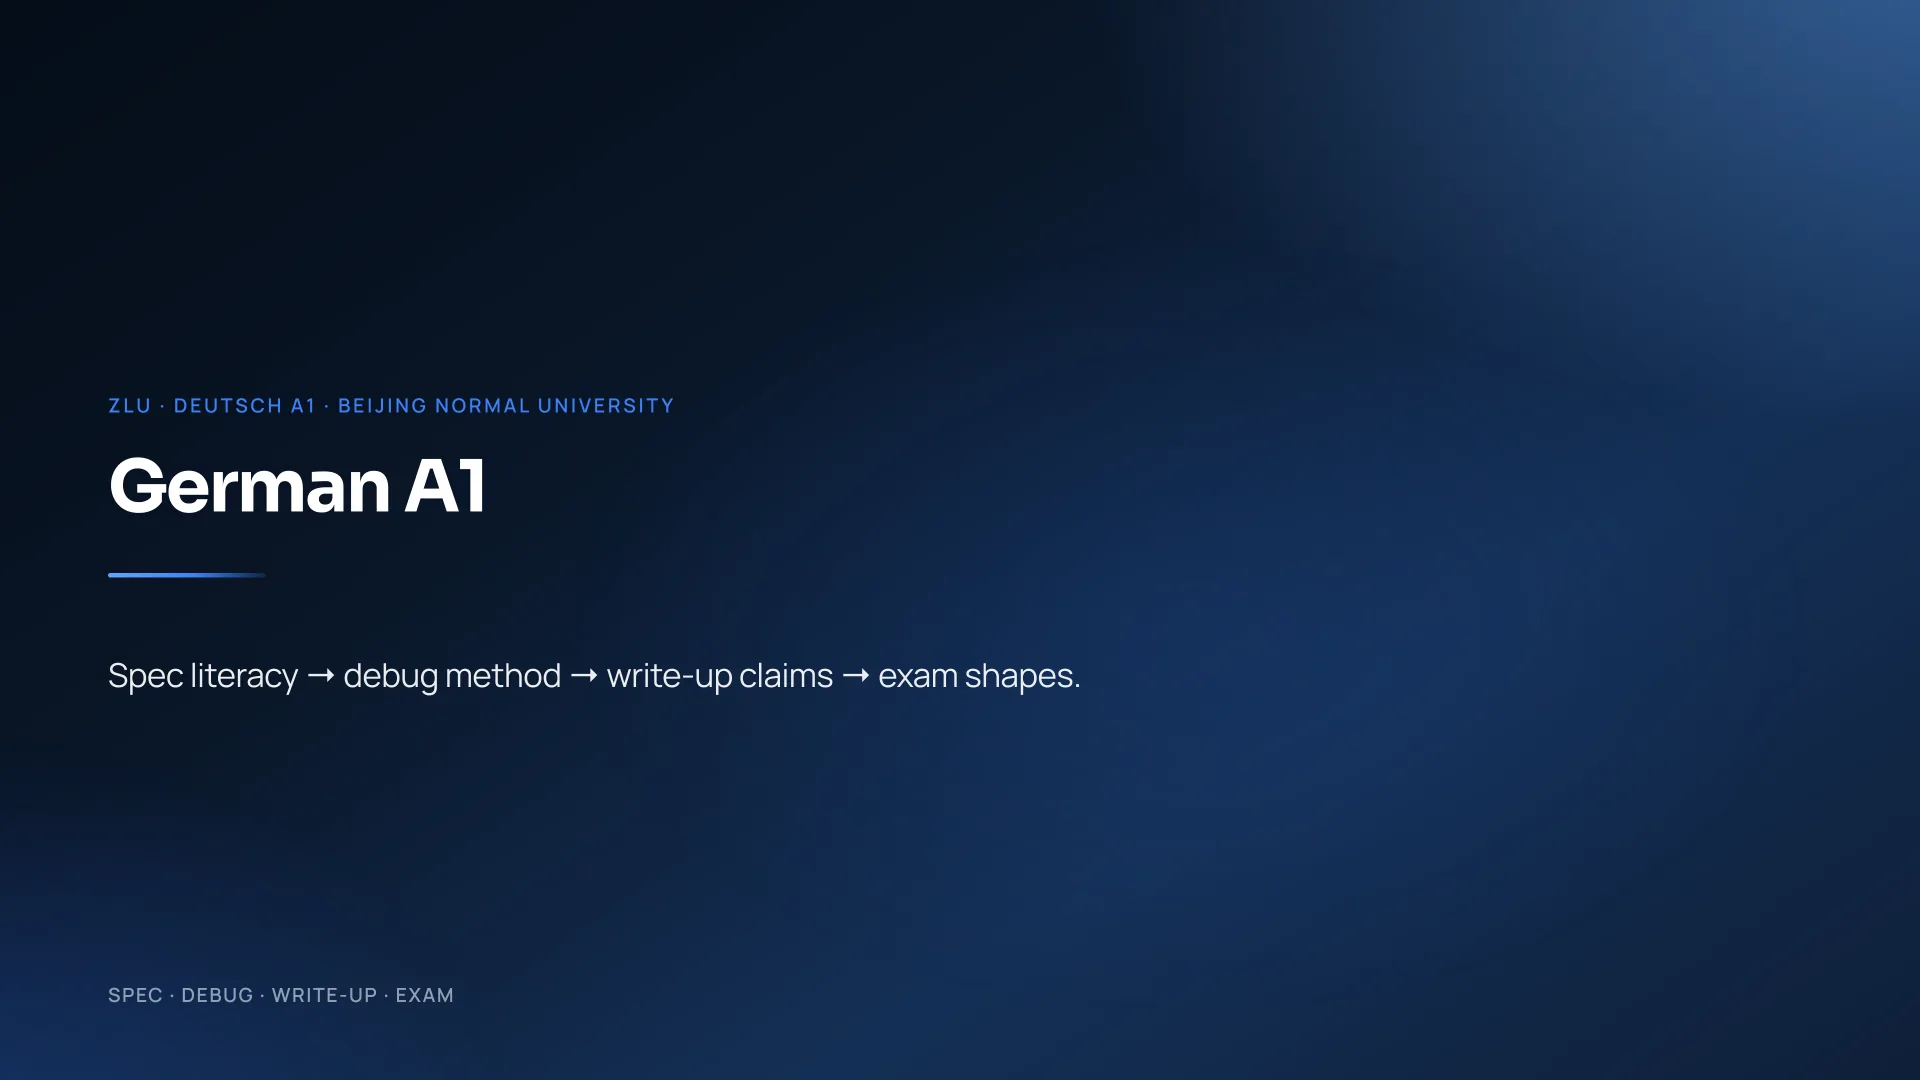 ZLU · DEUTSCH A1 · BEIJING NORMAL UNIVERSITY
German A1
Spec literacy → debug method → write-up claims → exam shapes.
SPEC · DEBUG · WRITE-UP · EXAM